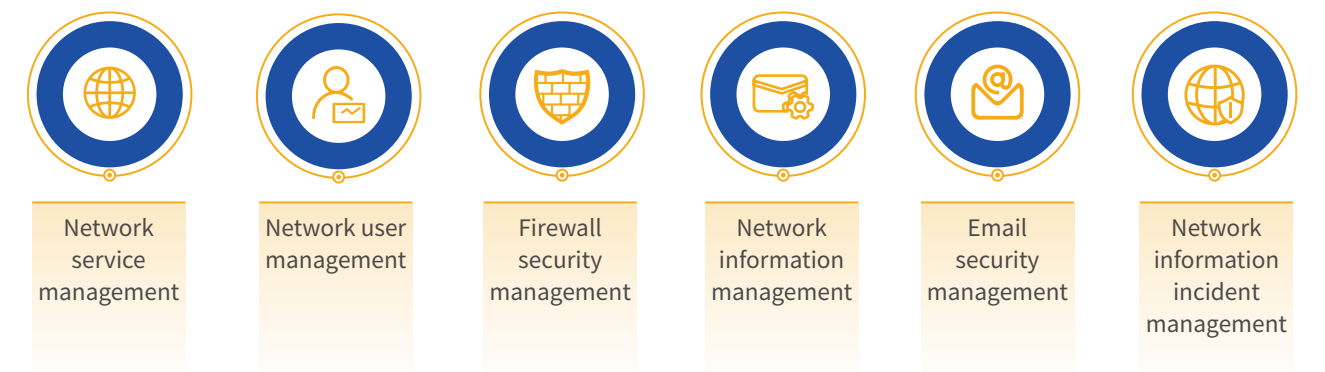 Network
service
management
Network user
management
Firewall
security
management
Network
information
management
Email
security
management
Network
information
incident
management